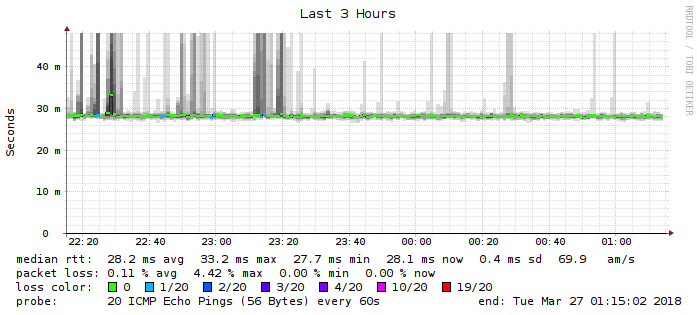 Last 3 Hours
RRDTOOL / TOBI OETIKER
Seconds
40 m
30 m
20 m
10 m
0
22:20 22:40 23:00 23:20 23:40 00:00 00:20 00:40 01:00
median rtt: 28.2 ms avg 33.2 ms max 27.7 ms min 28.1 ms now 0.4 ms sd 69.9 am/s
packet loss: 0.11 % avg 4.42 % max 0.00 % min 0.00 % now
loss color: 0 1/20 2/20 3/20 4/20 10/20 19/20
probe: 20 ICMP Echo Pings (56 Bytes) every 60s end: Tue Mar 27 01:15:02 2018